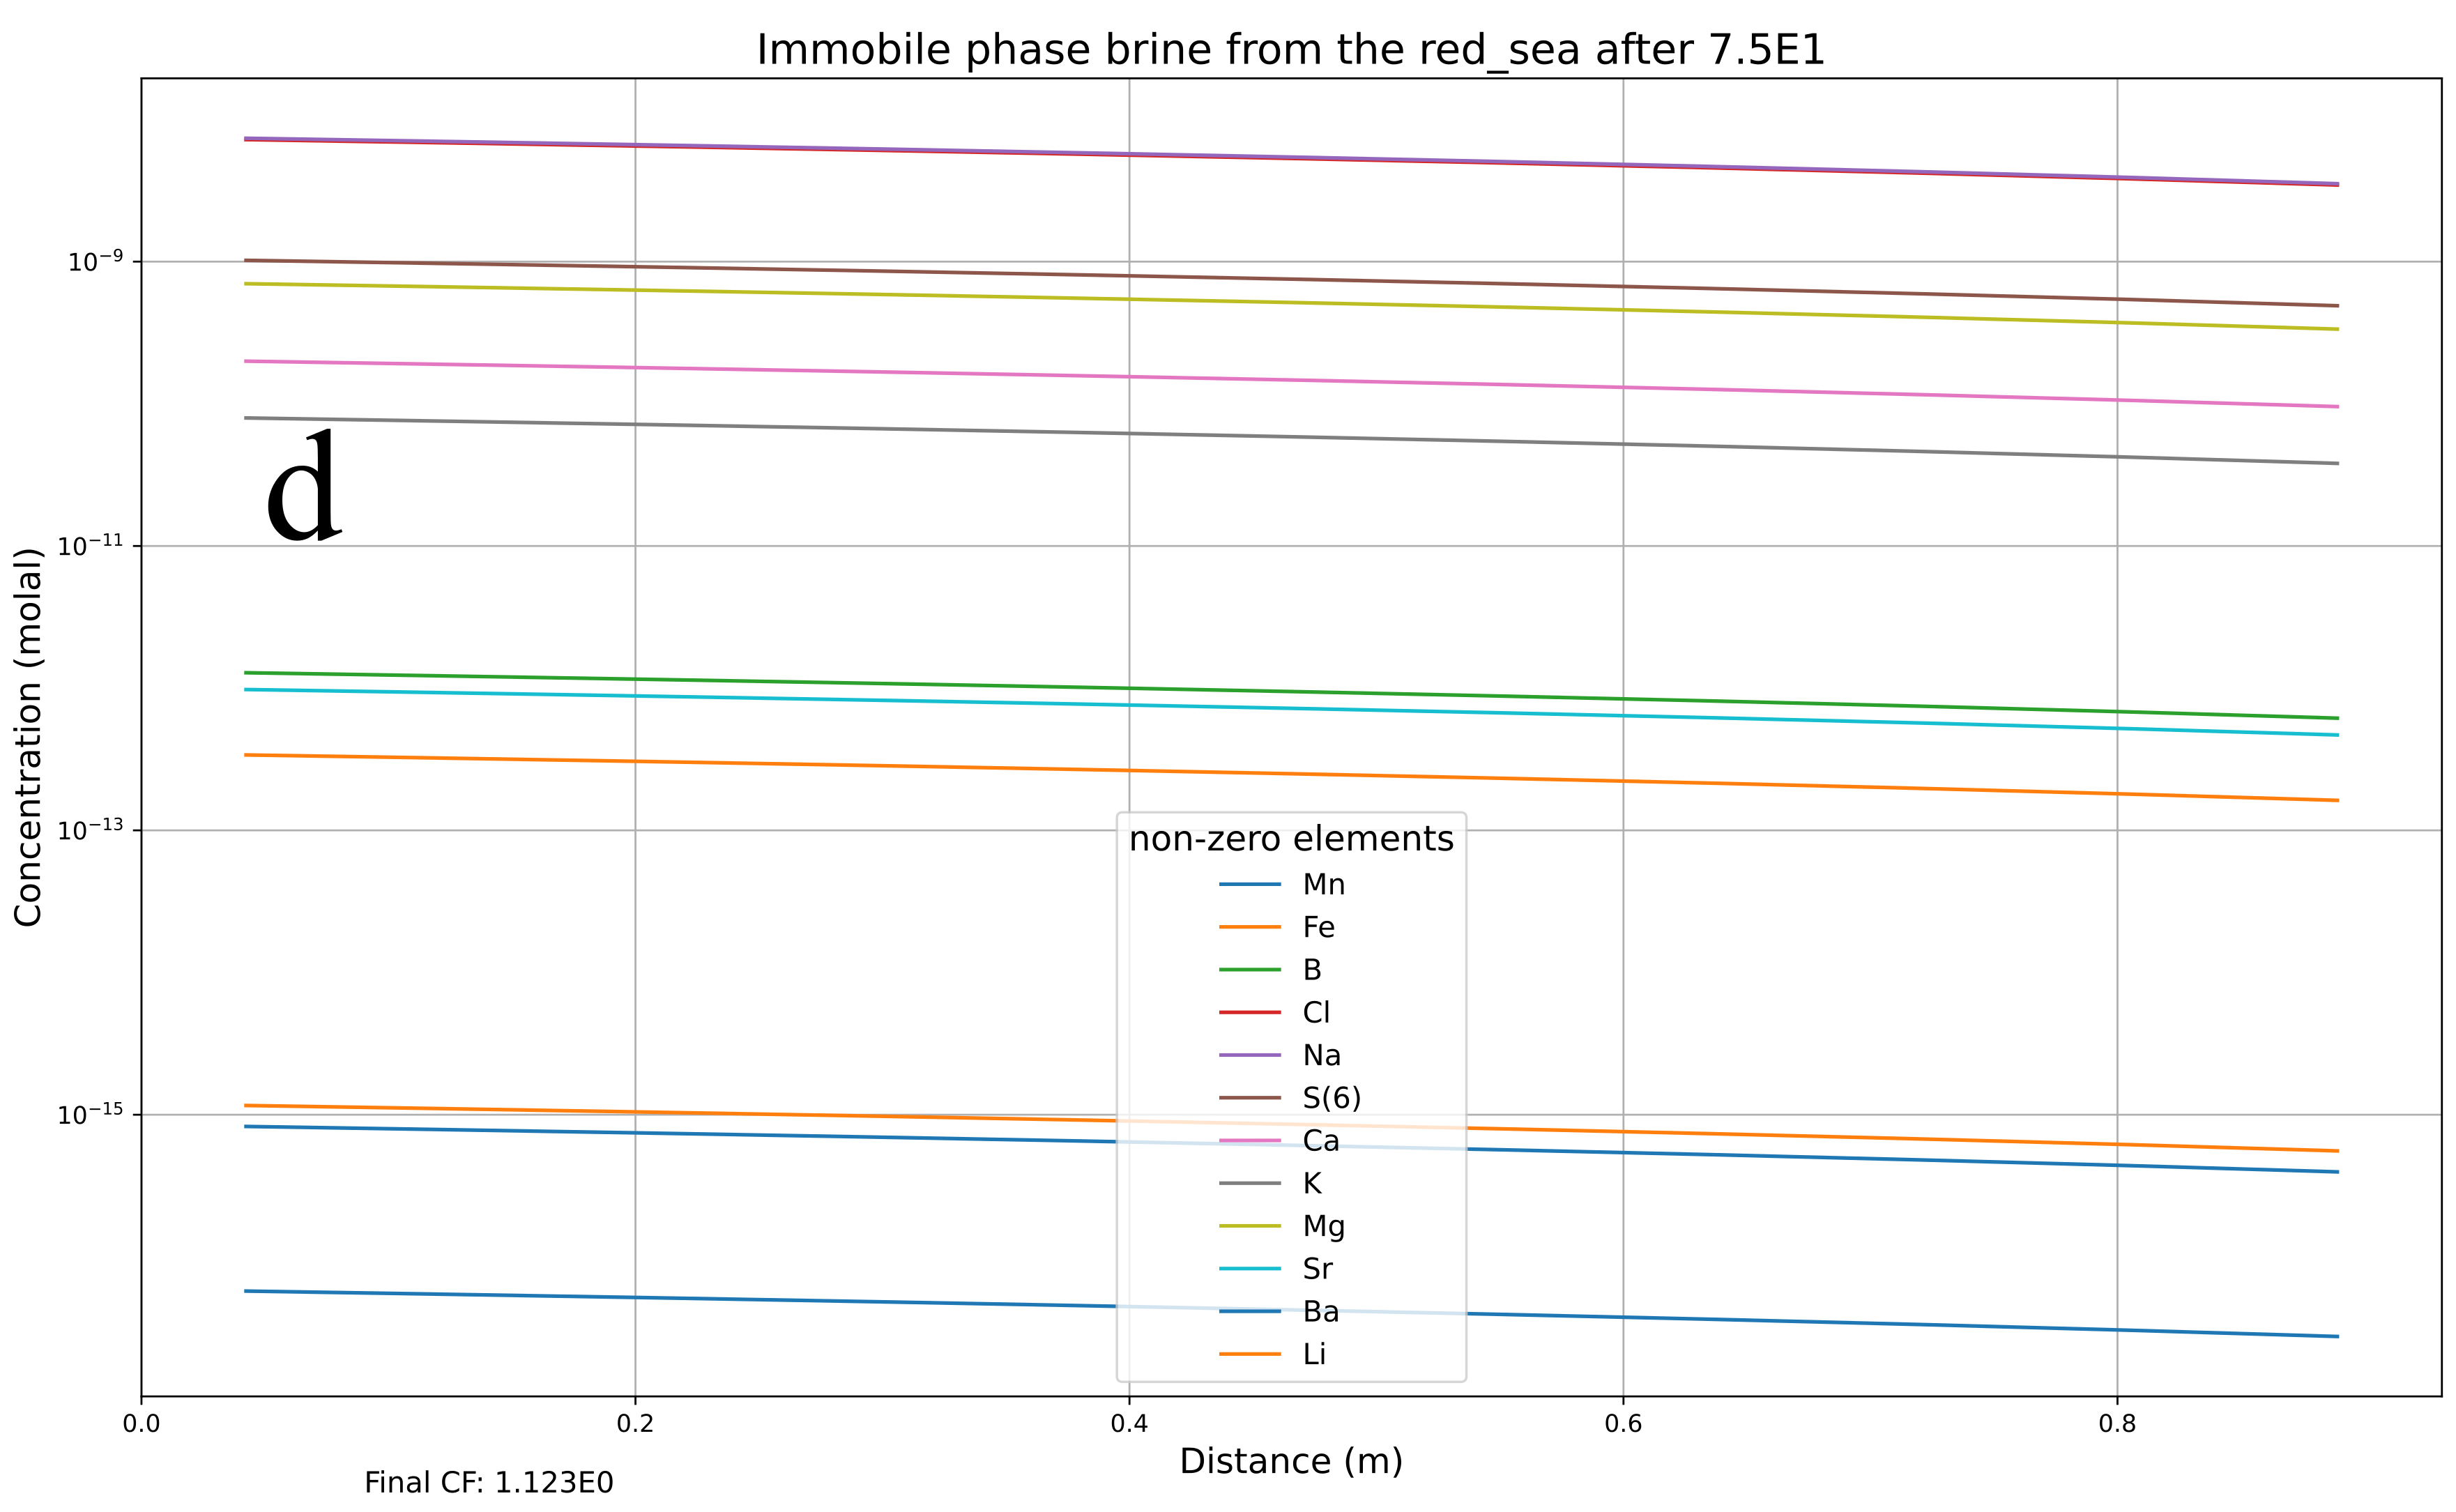 Immobile phase brine from the red_sea after 7.5E1
Concentration (molal)
10⁻⁹
10⁻¹¹
10⁻¹³
10⁻¹⁵
d
non-zero elements
Mn
Fe
B
Cl
Na
S(6)
Ca
K
Mg
Sr
Ba
Li
0.0 0.2 0.4 0.6 0.8
Distance (m)
Final CF: 1.123E0